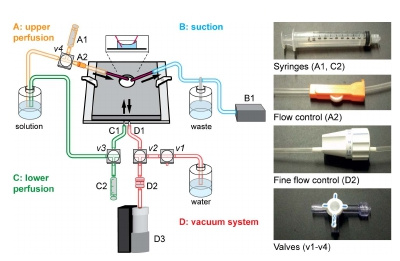 A: upper
perfusion
v4
A1
A2
B: suction
solution
waste
B1
C1
D1
v3
v2
v1
C: lower
perfusion
C2
D2
water
D: vacuum system
D3
Syringes (A1, C2)
Flow control (A2)
Fine flow control (D2)
Valves (v1-v4)